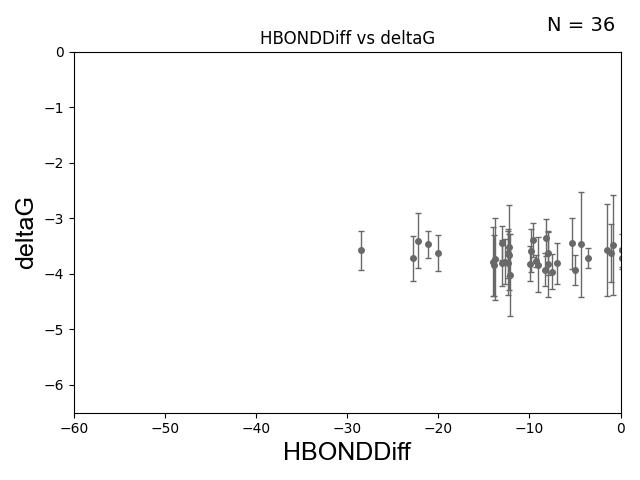 N = 36
HBONDDiff vs deltaG
0
−1
−2
−3
−4
−5
−6
deltaG
−60 −50 −40 −30 −20 −10 0
HBONDDiff